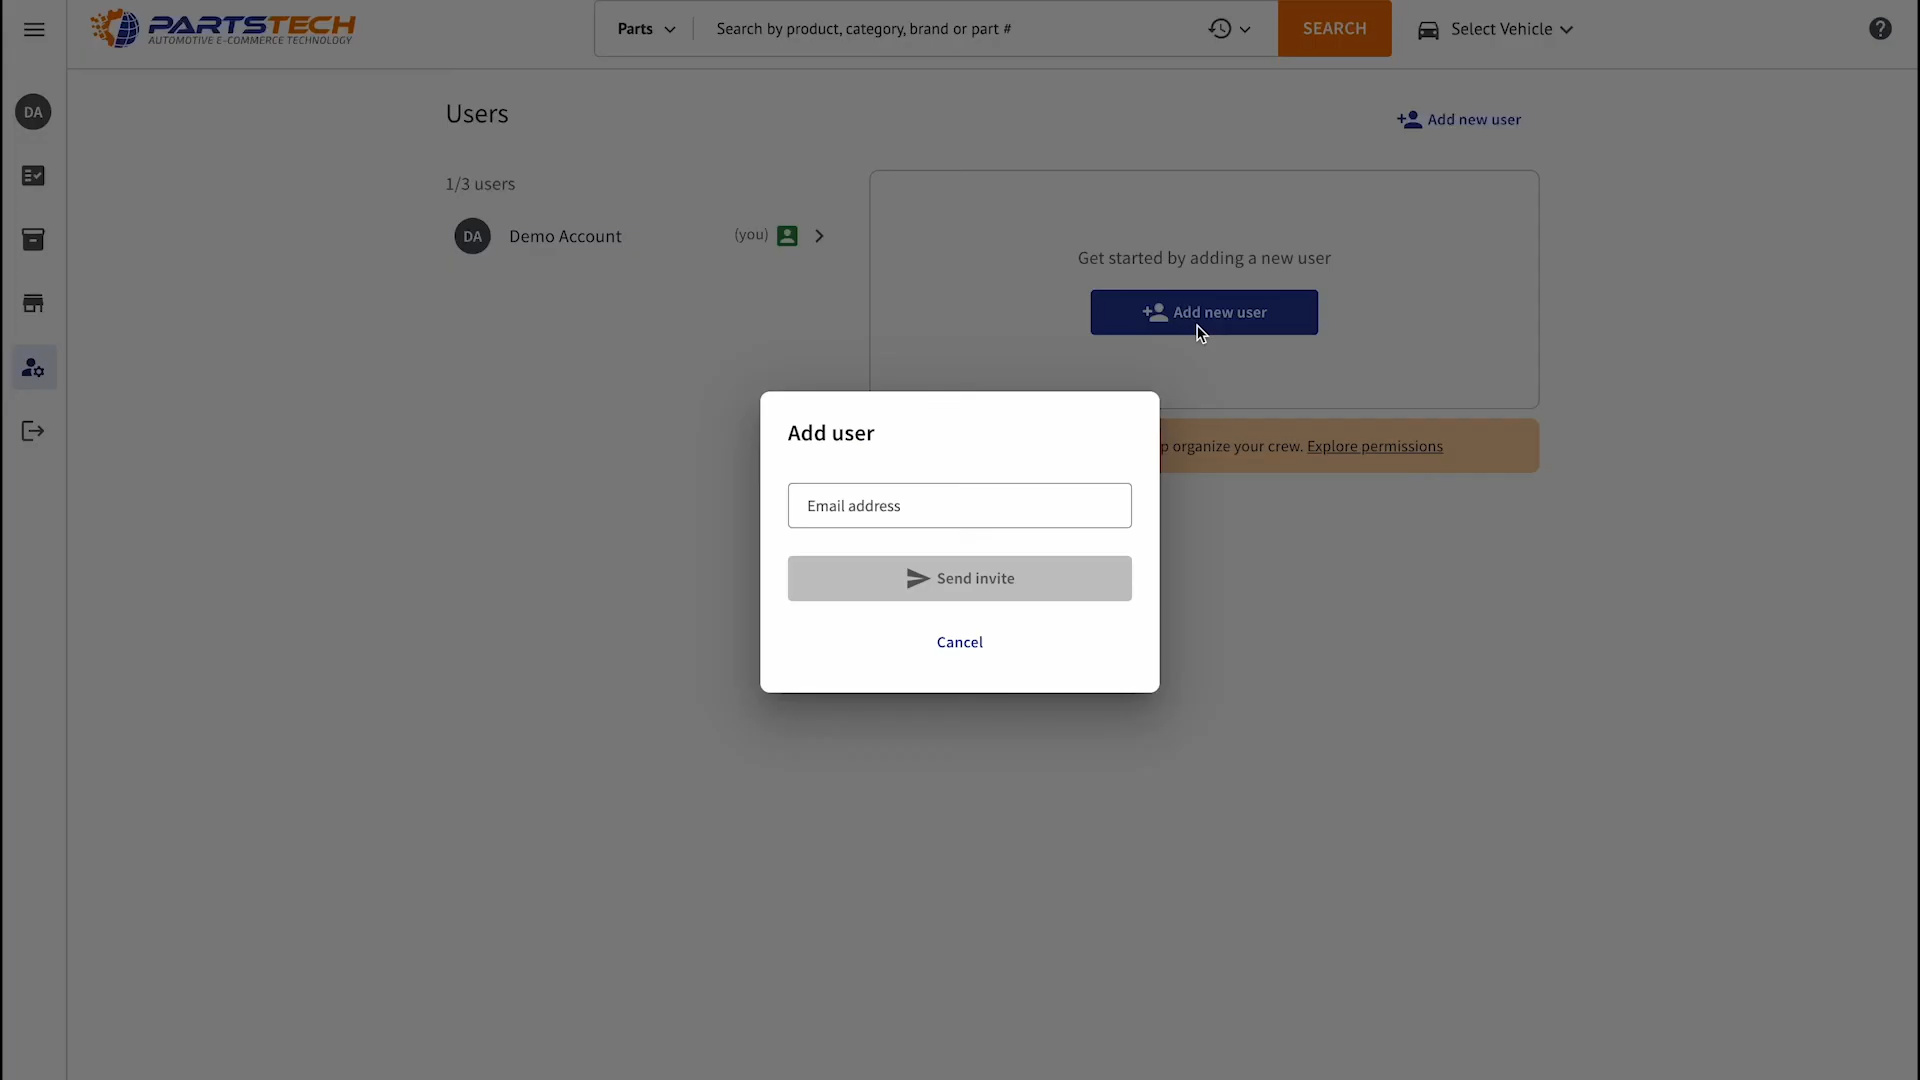 PARTSTECH
AUTOMOTIVE E-COMMERCE TECHNOLOGY
Parts
Search by product, category, brand or part #
SEARCH
Select Vehicle
?
DA
Users
Add new user
1/3 users
DA
Demo Account
(you)
Get started by adding a new user
Add new user
p organize your crew. Explore permissions
Add user
Email address
Send invite
Cancel